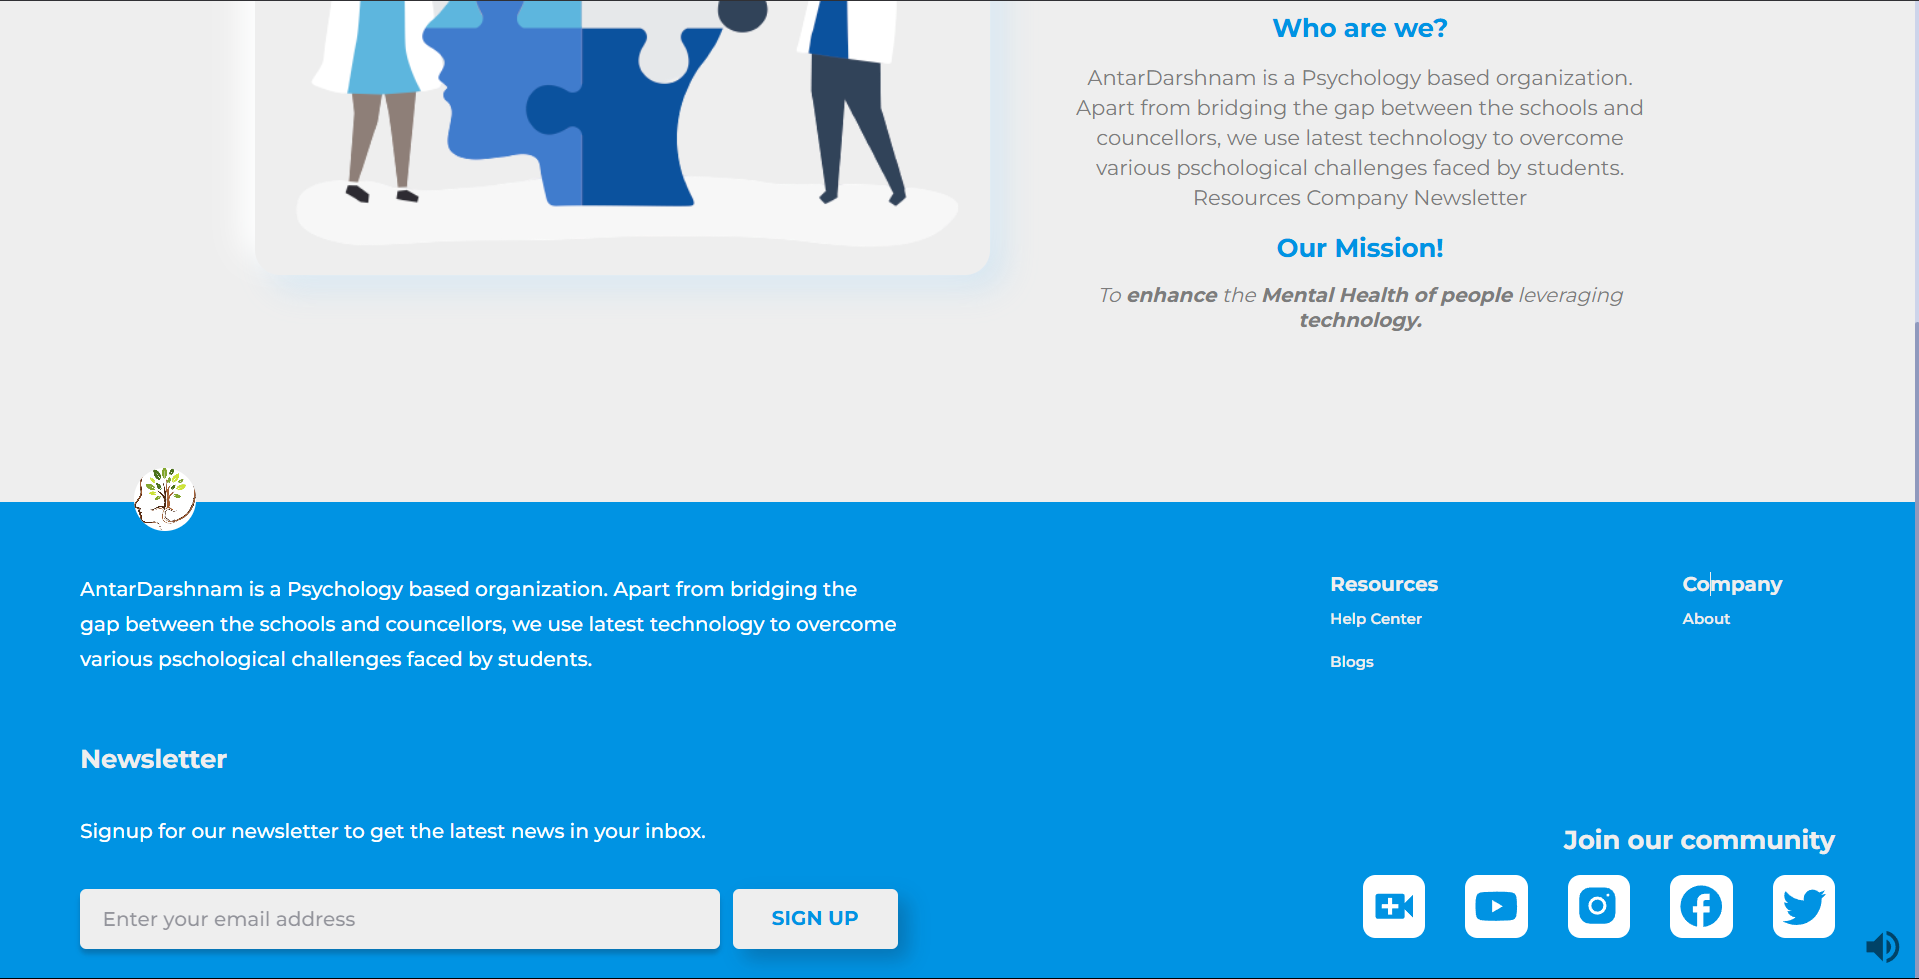 Who are we?
AntarDarshnam is a Psychology based organization.
Apart from bridging the gap between the schools and
councellors, we use latest technology to overcome
various pschological challenges faced by students.
Resources Company Newsletter
Our Mission!
To enhance the Mental Health of people leveraging
technology.
AntarDarshnam is a Psychology based organization. Apart from bridging the
gap between the schools and councellors, we use latest technology to overcome
various pschological challenges faced by students.
Resources
Help Center
Blogs
Company
About
Newsletter
Signup for our newsletter to get the latest news in your inbox.
Enter your email address
SIGN UP
Join our community